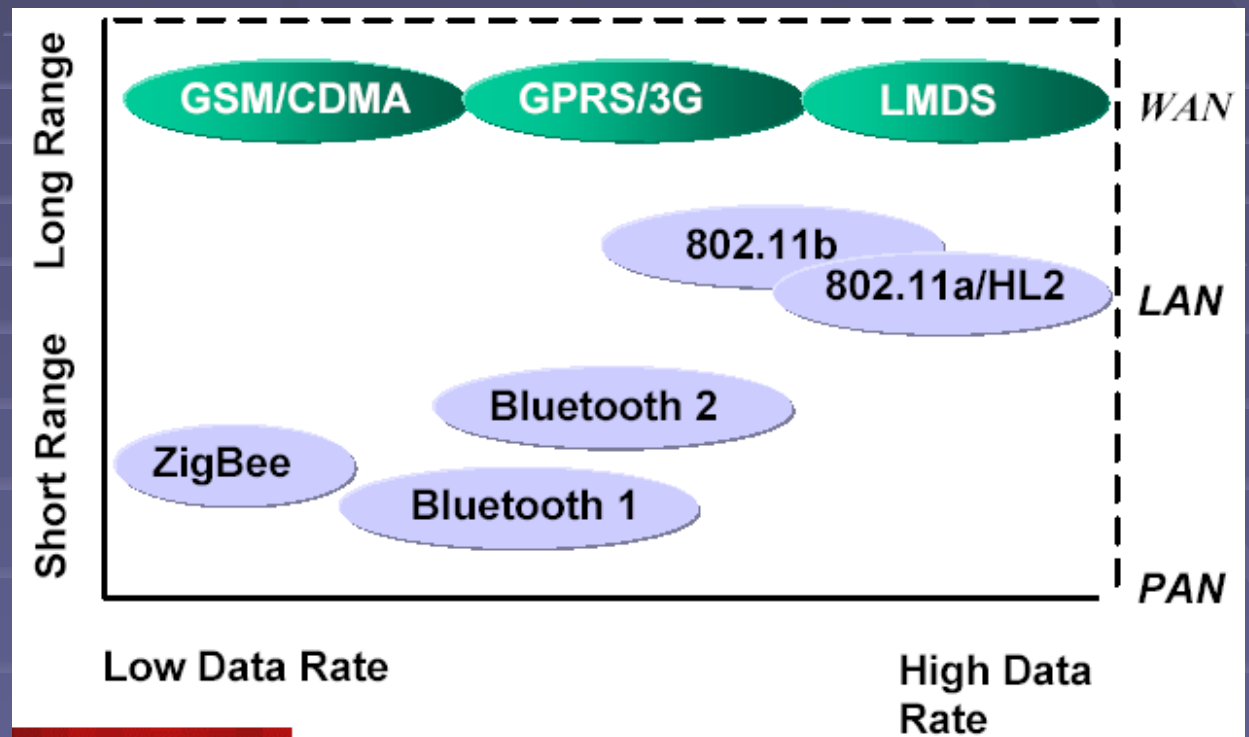 Long Range
Short Range
GSM/CDMA
GPRS/3G
LMDS
WAN
802.11b
802.11a/HL2
LAN
Bluetooth 2
ZigBee
Bluetooth 1
PAN
Low Data Rate
High Data
Rate